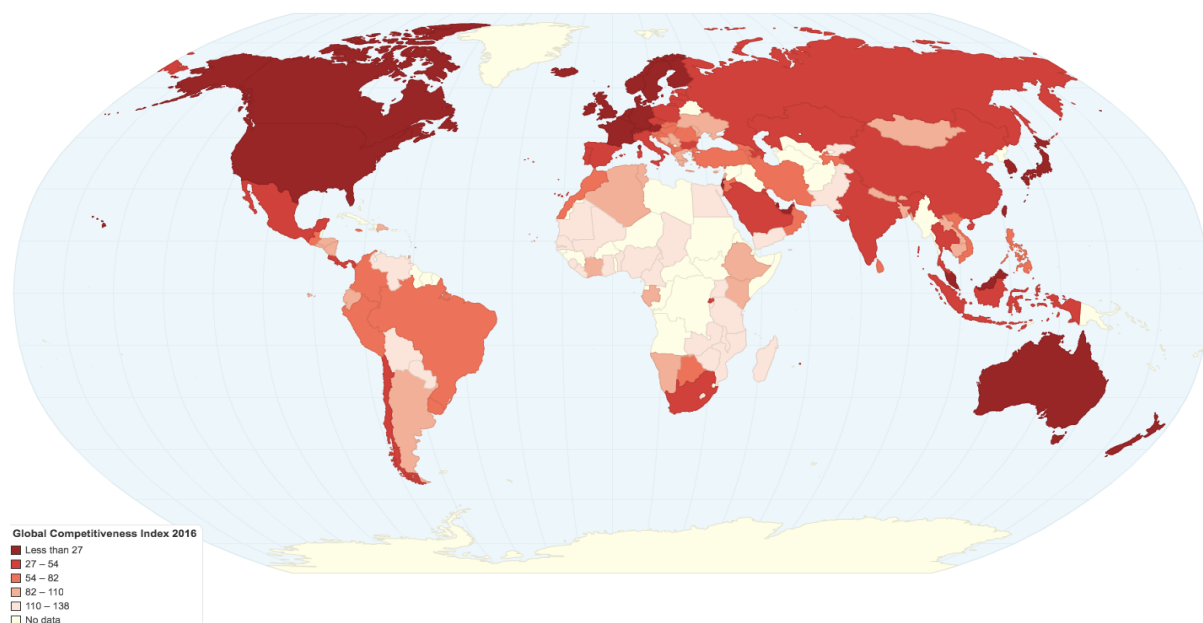 Global Competitiveness Index 2016
Less than 27
27 – 54
54 – 82
82 – 110
110 – 138
No data